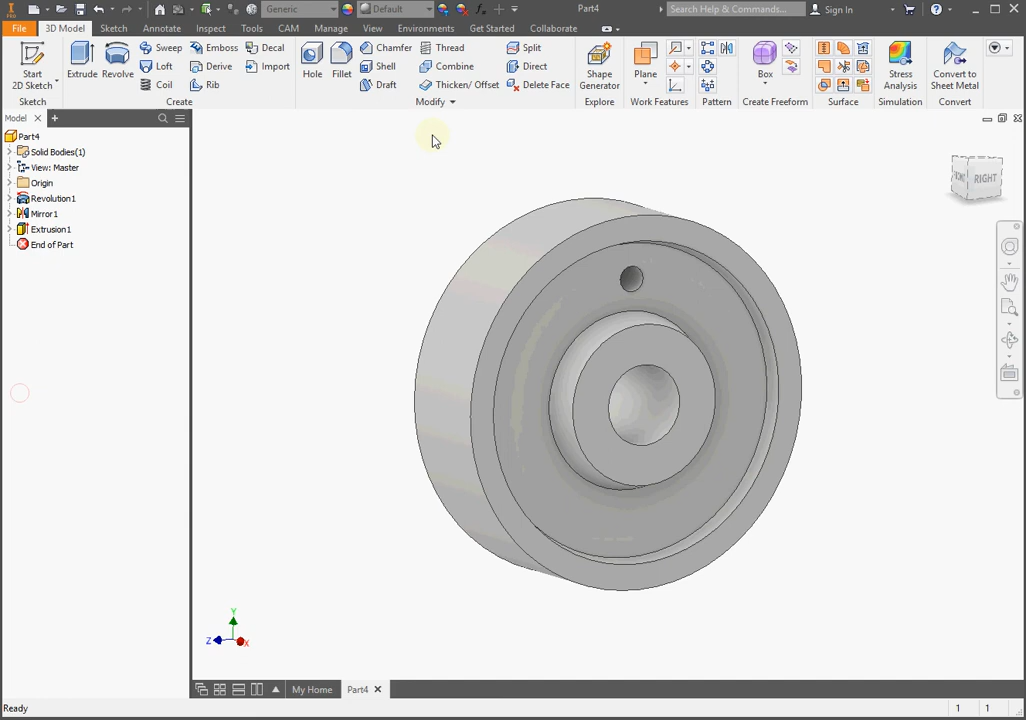 PRO
Generic
Default
Part4
Search Help & Commands...
Sign In
File
3D Model
Sketch
Annotate
Inspect
Tools
CAM
Manage
View
Environments
Get Started
Collaborate
Start
2D Sketch
Sketch
Extrude
Revolve
Sweep
Emboss
Decal
Loft
Derive
Import
Coil
Rib
Create
Hole
Fillet
Chamfer
Thread
Split
Shell
Combine
Direct
Draft
Thicken/ Offset
Delete Face
Modify
Shape
Generator
Explore
Plane
Work Features
Pattern
Box
Create Freeform
Surface
Stress
Analysis
Simulation
Convert to
Sheet Metal
Convert
Model
Part4
Solid Bodies(1)
View: Master
Origin
Revolution1
Mirror1
Extrusion1
End of Part
RIGHT
Y
Z
X
My Home
Part4
Ready
1
1